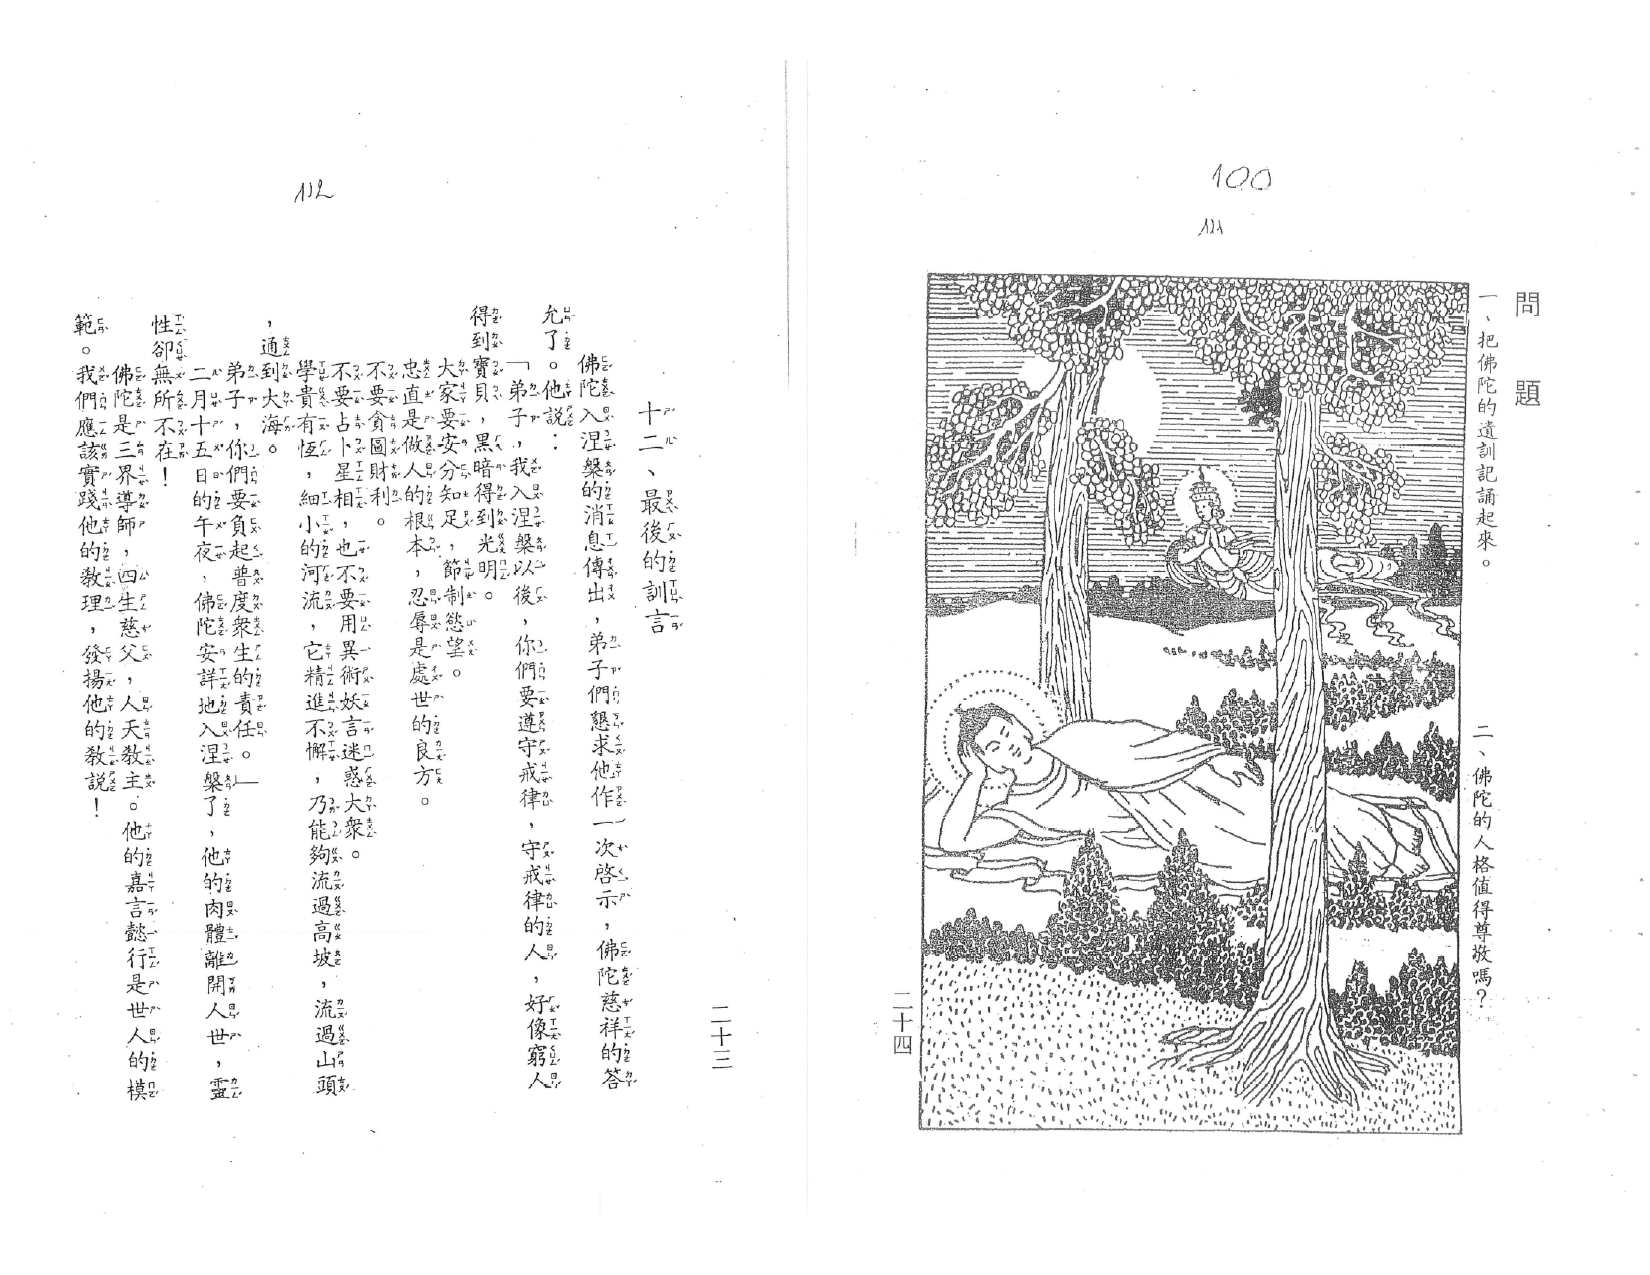 112
十二、最後的訓言
佛陀入涅槃的消息傳出，弟子們懇求他作一次啓示，佛陀慈祥的答
允了。他說：
「弟子，我入涅槃以後，你們要遵守戒律，守戒律的人，好像窮人
得到寶貝，黑暗得到光明。
大家要安分知足，節制慾望。
忠直是做人的根本，忍辱是處世的良方。
不要貪圖財利。
不要占卜星相，也不要用異術妖言迷惑大衆。
學貴有恆，細小的河流，它精進不懈，乃能夠流過高坡，流過山頭
，通到大海。
弟子，你們要負起普度衆生的責任。」
二月十五日的午夜，佛陀安詳地入涅槃了，他的肉體離開人世，靈
性卻無所不在！
佛陀是三界導師，四生慈父，人天教主。他的嘉言懿行是世人的模
範。我們應該實踐他的教理，發揚他的教說！
二十三
100
111
問題
一、把佛陀的遺訓記誦起來。
二、佛陀的人格值得尊敬嗎？
二十四